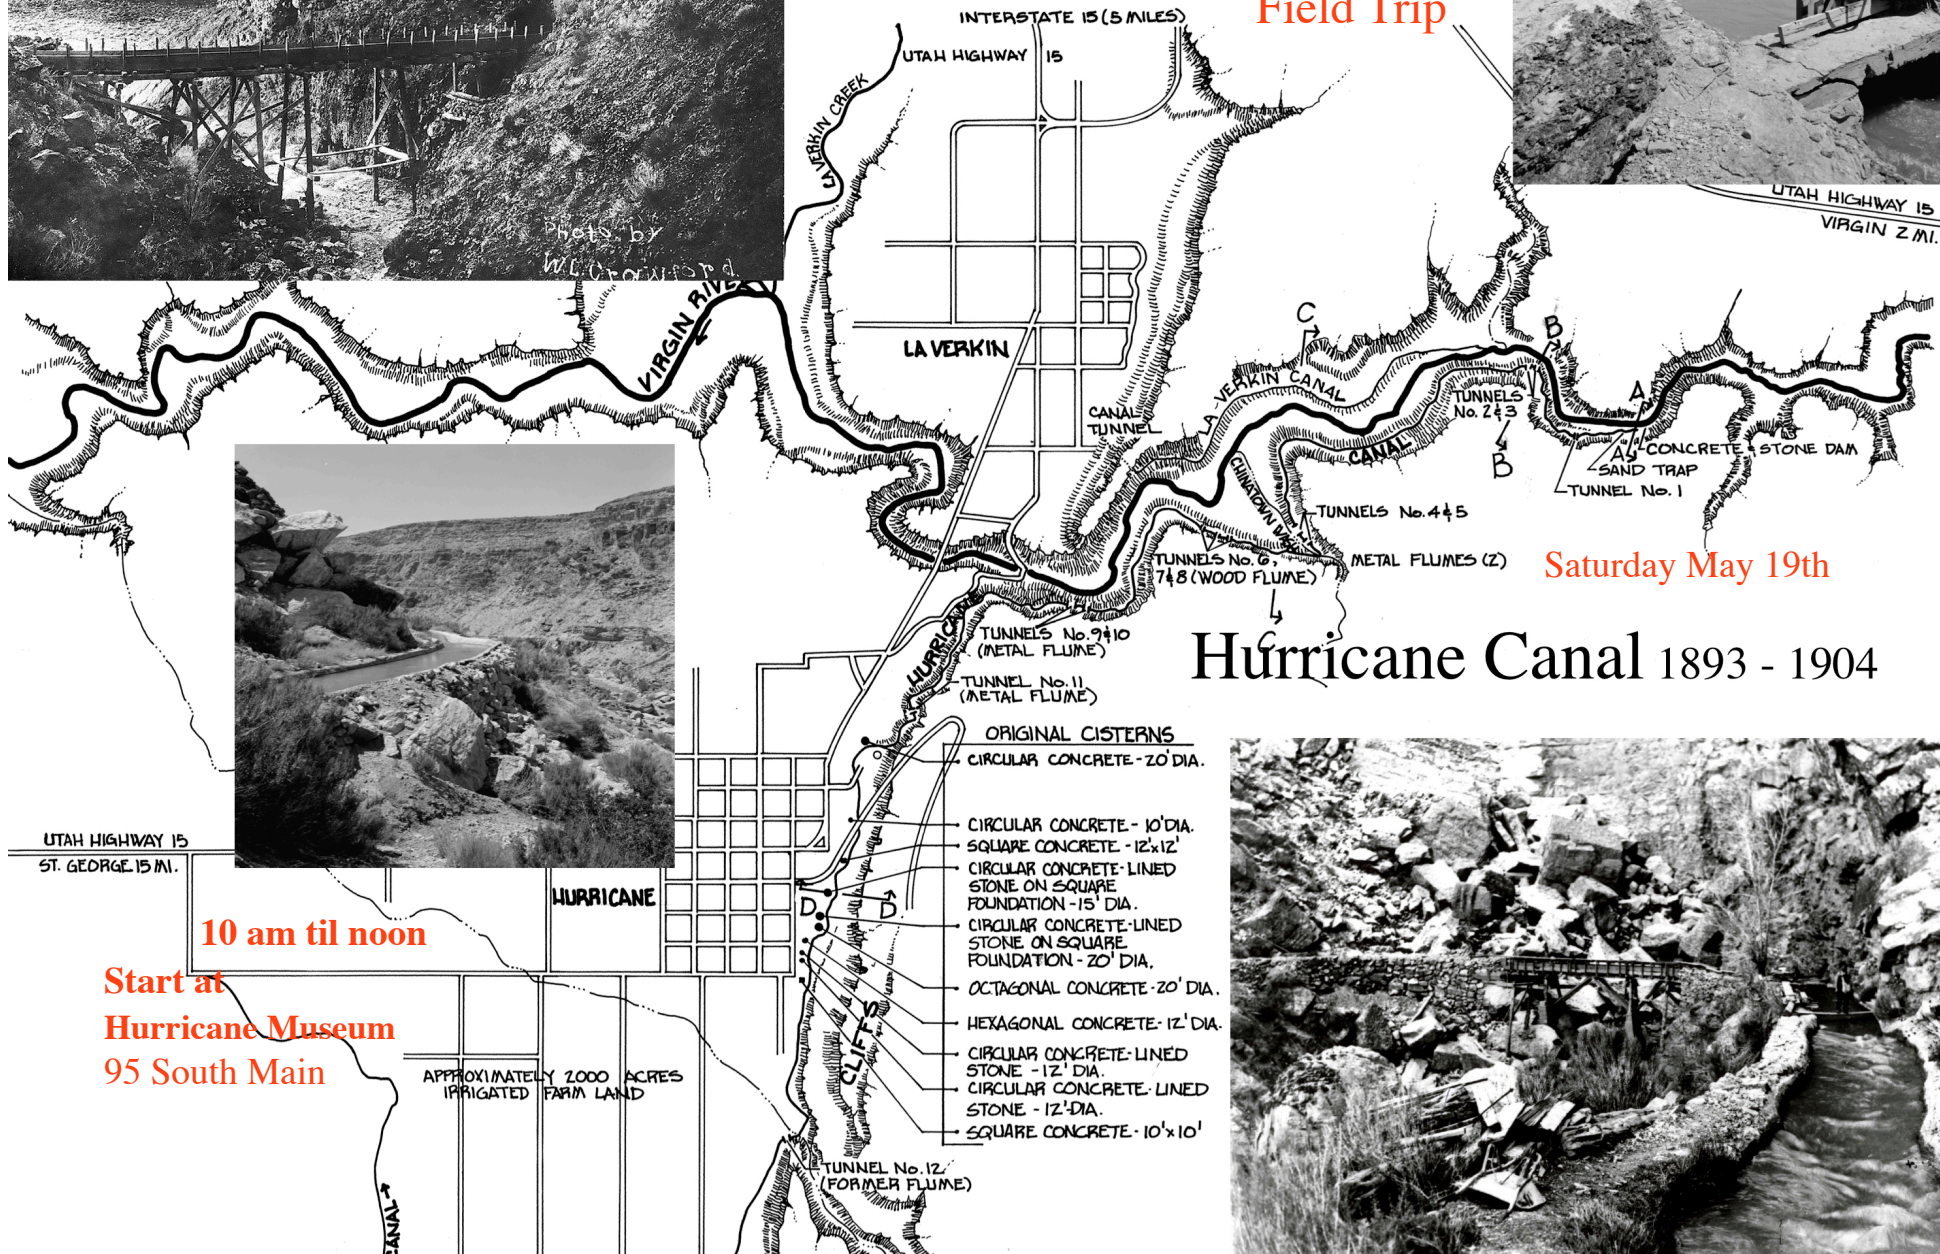 Field Trip
INTERSTATE 15 (5 MILES)
UTAH HIGHWAY 15
LAVERKIN CREEK
UTAH HIGHWAY 15
VIRGIN 2 MI.
Photo by
W.L. Crawford
VIRGIN RIVER
LA VERKIN
C
B
LA VERKIN CANAL
CANAL
TUNNEL
TUNNELS
No. 2 & 3
A
CANAL
B
A
CONCRETE & STONE DAM
SAND TRAP
TUNNEL No. 1
TUNNELS No. 4 & 5
TUNNELS No. 6,
7 & 8 (WOOD FLUME)
METAL FLUMES (2)
Saturday May 19th
C
Hurricane Canal 1893 - 1904
HURRICANE
TUNNELS No. 9 & 10
(METAL FLUME)
TUNNEL No. 11
(METAL FLUME)
ORIGINAL CISTERNS
CIRCULAR CONCRETE - 20' DIA.
CIRCULAR CONCRETE - 10' DIA.
SQUARE CONCRETE - 12'x12'
CIRCULAR CONCRETE-LINED
STONE ON SQUARE
FOUNDATION - 15' DIA.
CIRCULAR CONCRETE-LINED
STONE ON SQUARE
FOUNDATION - 20' DIA.
OCTAGONAL CONCRETE - 20' DIA.
HEXAGONAL CONCRETE - 12' DIA.
CIRCULAR CONCRETE-LINED
STONE - 12' DIA.
CIRCULAR CONCRETE-LINED
STONE - 12' DIA.
SQUARE CONCRETE - 10'x10'
UTAH HIGHWAY 15
ST. GEORGE 15 MI.
HURRICANE
D
D
10 am til noon
Start at
Hurricane Museum
95 South Main
CLIFFS
APPROXIMATELY 2000 ACRES
IRRIGATED FARM LAND
TUNNEL No. 12
(FORMER FLUME)
CANAL